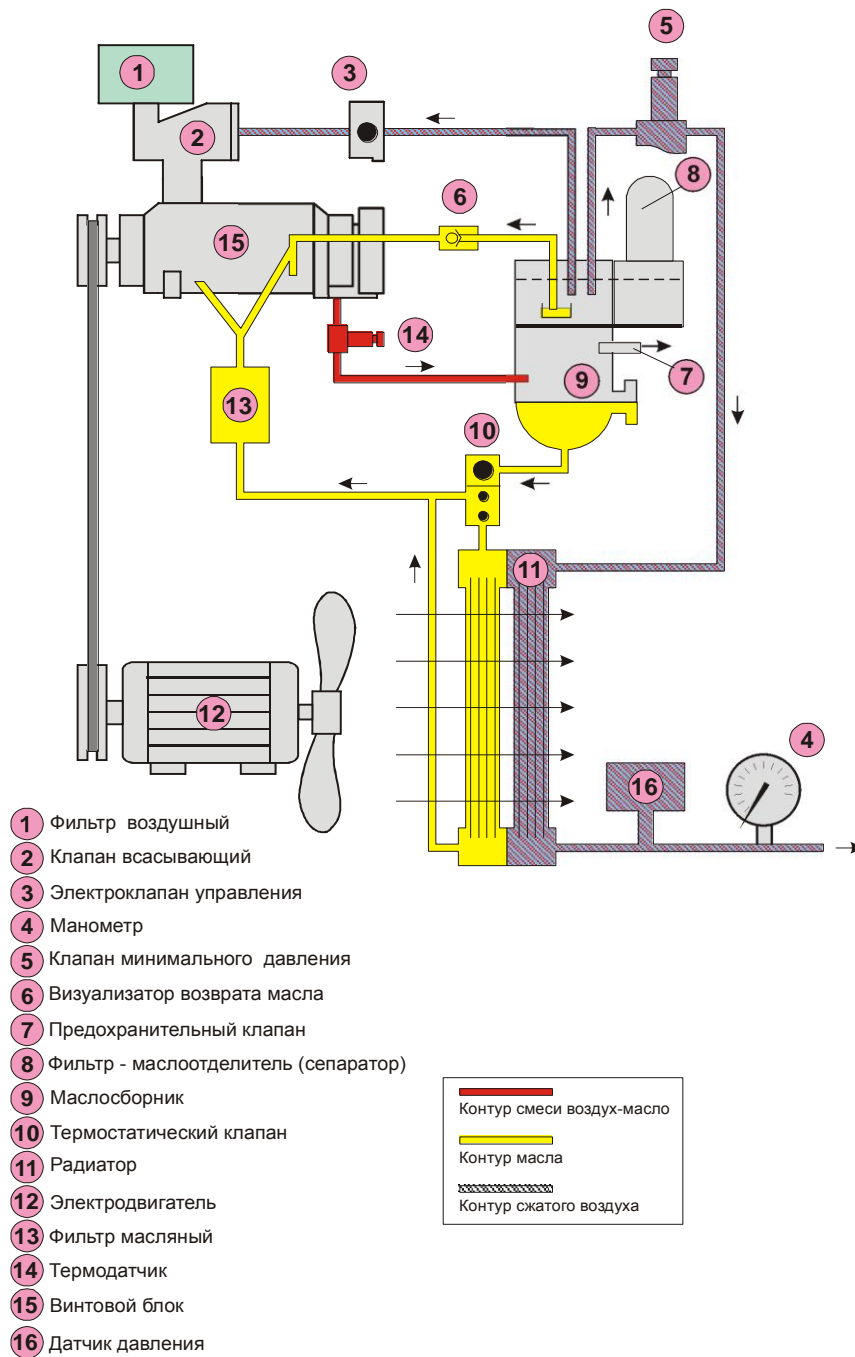 1
3
5
2
8
6
15
14
7
9
13
10
11
12
4
16
1 Фильтр воздушный
2 Клапан всасывающий
3 Электроклапан управления
4 Манометр
5 Клапан минимального давления
6 Визуализатор возврата масла
7 Предохранительный клапан
8 Фильтр - маслоотделитель (сепаратор)
9 Маслосборник
10 Термостатический клапан
11 Радиатор
12 Электродвигатель
13 Фильтр масляный
14 Термодатчик
15 Винтовой блок
16 Датчик давления
Контур смеси воздух-масло
Контур масла
Контур сжатого воздуха